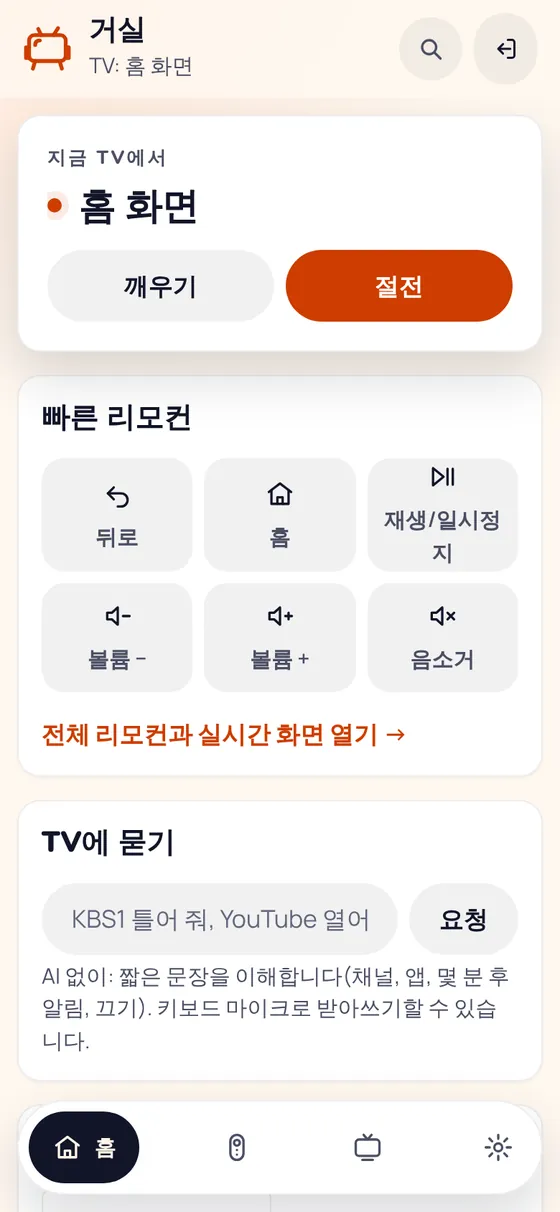 거실
TV: 홈 화면
지금 TV에서
홈 화면
깨우기
절전
빠른 리모컨
뒤로
홈
재생/일시정
지
볼륨 −
볼륨 +
음소거
전체 리모컨과 실시간 화면 열기 →
TV에 묻기
KBS1 틀어 줘, YouTube 열어
요청
AI 없이: 짧은 문장을 이해합니다(채널, 앱, 몇 분 후
알림, 끄기). 키보드 마이크로 받아쓰기할 수 있습
니다.
홈